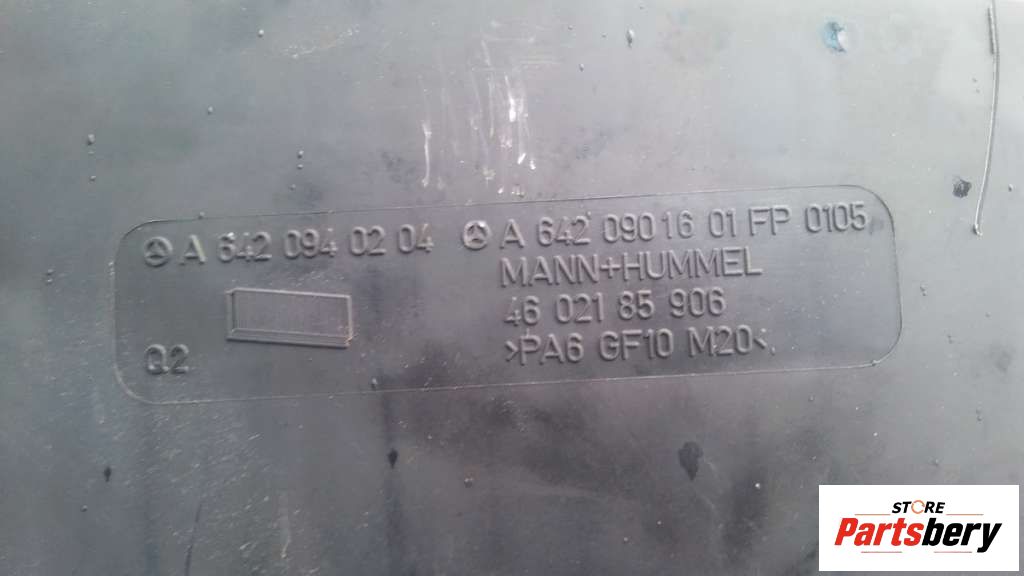 A 642 094 02 04 A 642 090 16 01 FP 0105
MANN+HUMMEL
46 021 85 906
>PA6 GF10 M20<
Q2
STORE
Partsbery